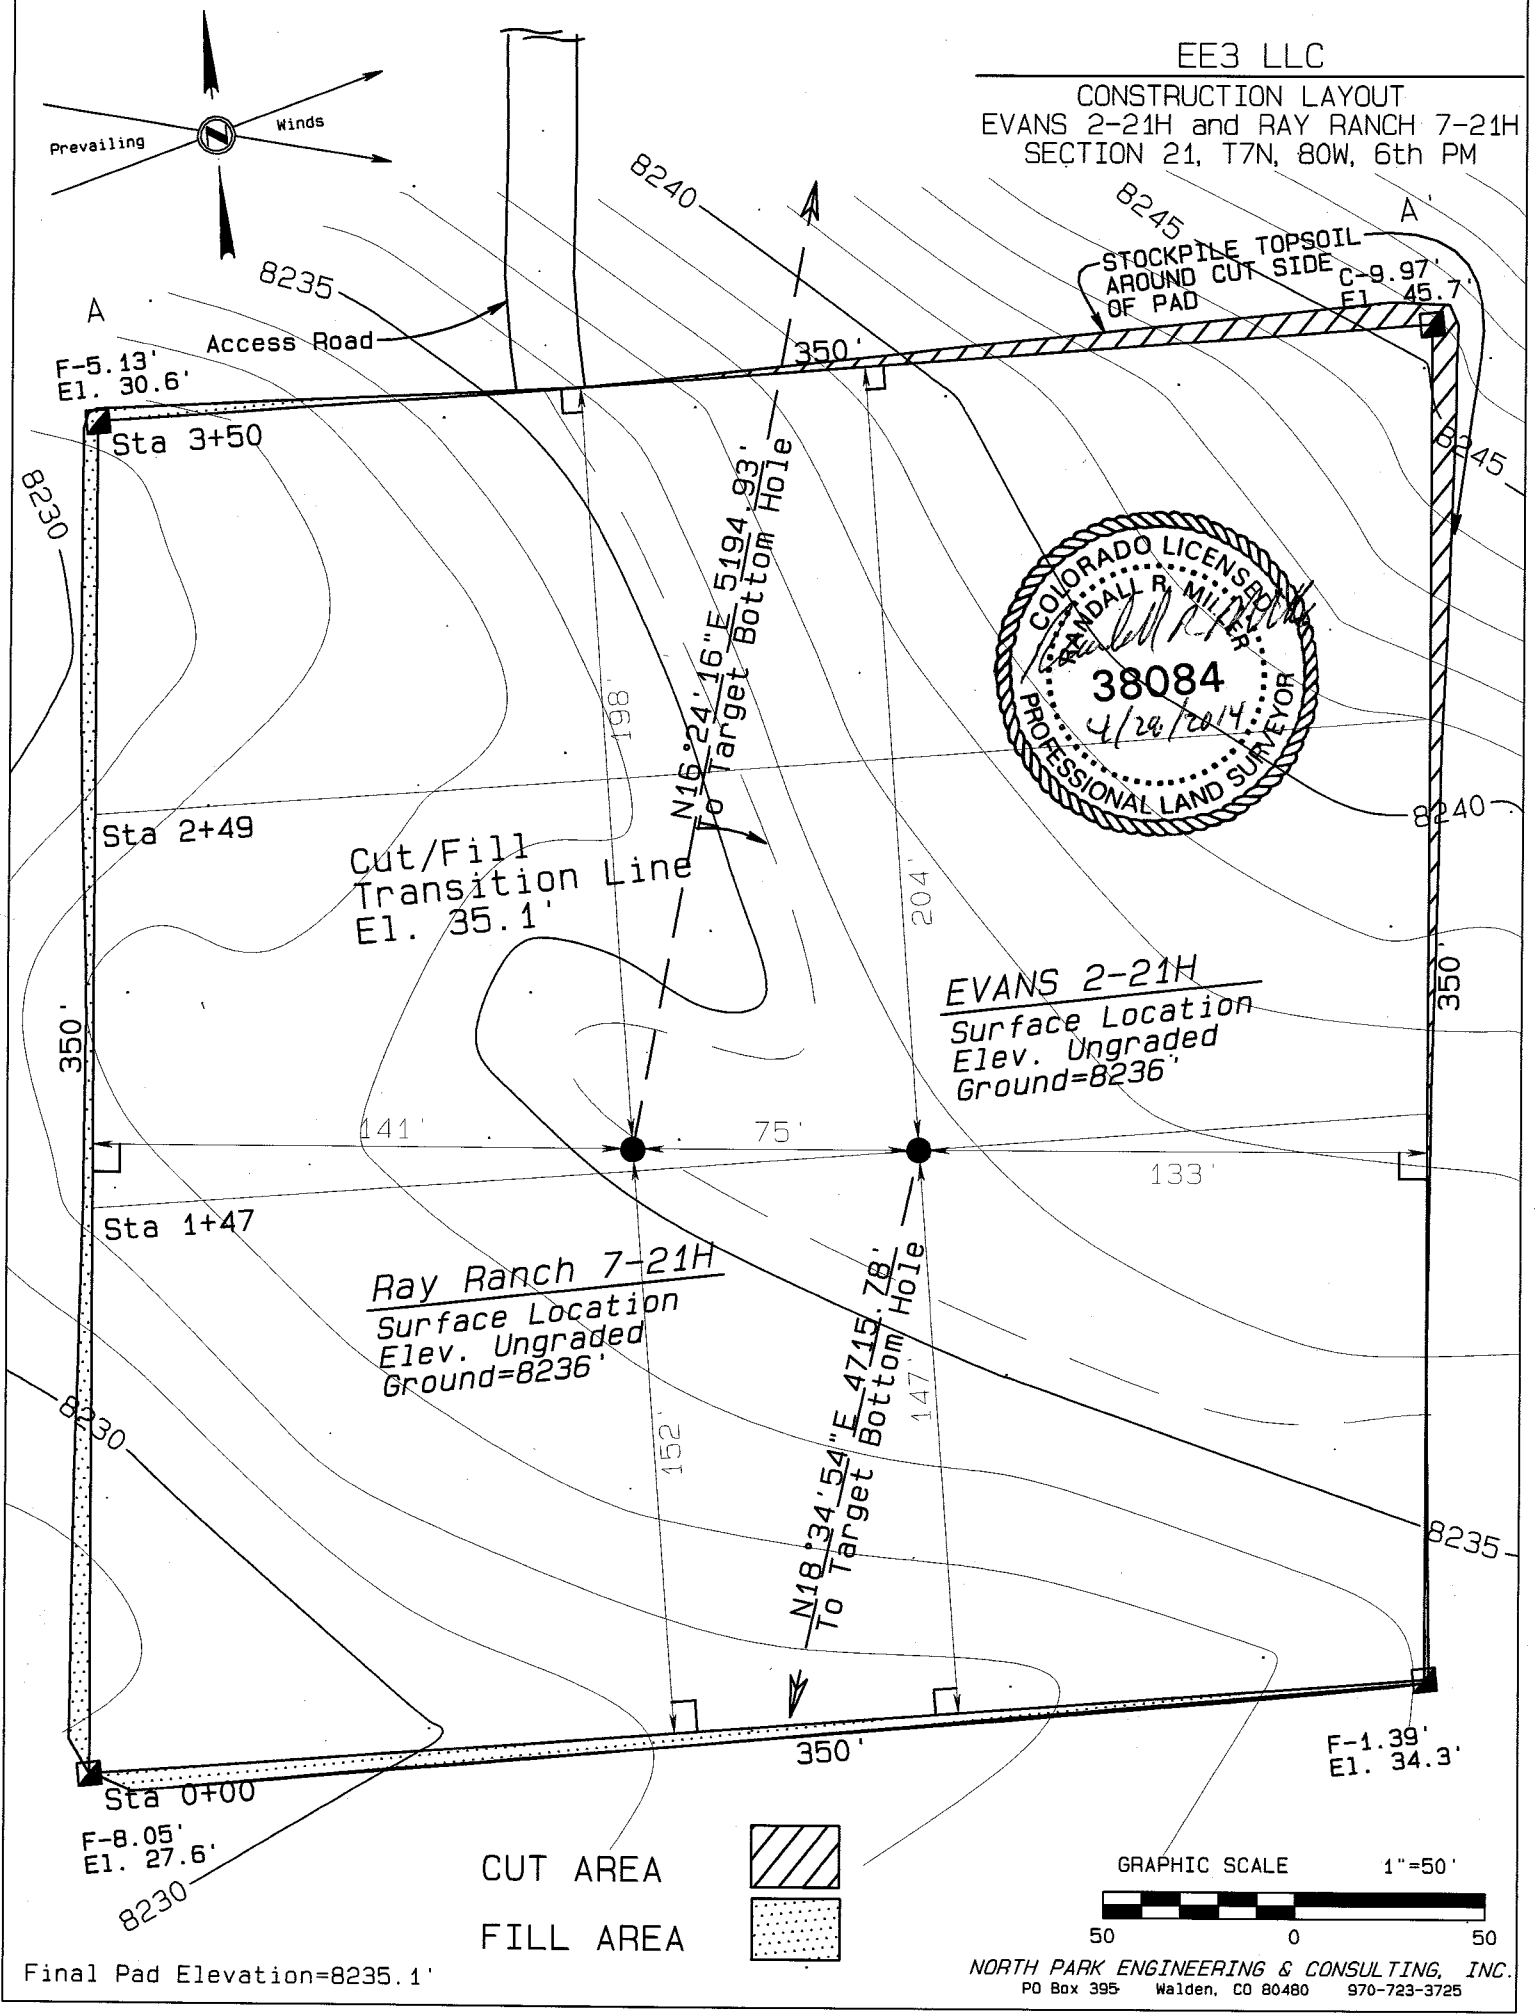 EE3 LLC
CONSTRUCTION LAYOUT
EVANS 2-21H and RAY RANCH 7-21H
SECTION 21, T7N, 80W, 6th PM
Prevailing
Winds
N
8240
8245
A'
STOCKPILE TOPSOIL
AROUND CUT SIDE
OF PAD
C-9.97'
El 45.7'
8235
A
Access Road
F-5.13'
El. 30.6'
350'
Sta 3+50
8230
8245
N16°24'16"E 5194.93'
To Target Bottom Hole
COLORADO LICENSED
RANDALL R. MILLER
38084
4/29/2014
PROFESSIONAL LAND SURVEYOR
198'
Sta 2+49
8240
Cut/Fill
Transition Line
El. 35.1'
204'
EVANS 2-21H
Surface Location
Elev. Ungraded
Ground=8236'
350'
350'
141'
75'
133'
Sta 1+47
Ray Ranch 7-21H
Surface Location
Elev. Ungraded
Ground=8236'
N18°34'54"E 4715.78'
To Target Bottom Hole
152'
147'
8230
8235
350'
Sta 0+00
F-1.39'
El. 34.3'
F-8.05'
El. 27.6'
8230
CUT AREA
FILL AREA
GRAPHIC SCALE 1"=50'
50 0 50
Final Pad Elevation=8235.1'
NORTH PARK ENGINEERING & CONSULTING, INC.
PO Box 395 Walden, CO 80480 970-723-3725